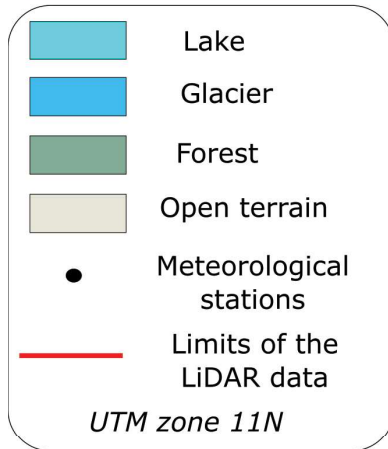 Lake
Glacier
Forest
Open terrain
Meteorological
stations
Limits of the
LiDAR data
UTM zone 11N